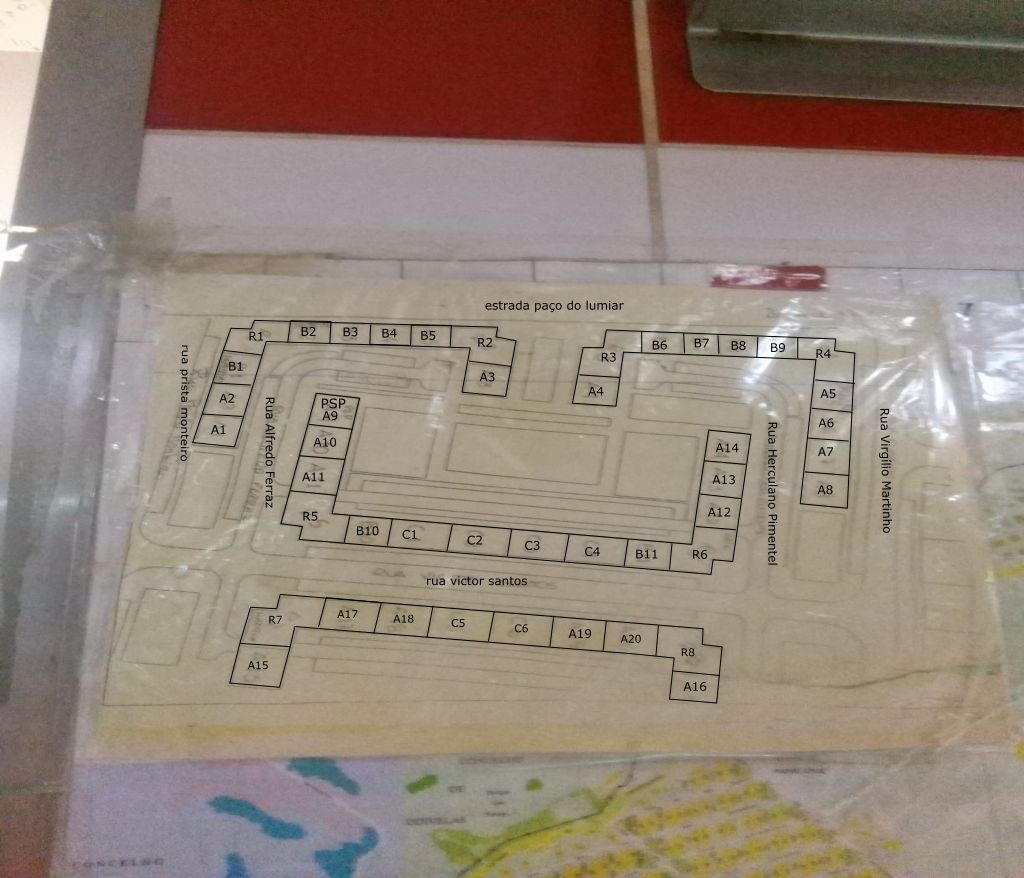 estrada paço do lumiar
R1
B2
B3
B4
B5
R2
B1
A2
A1
A3
R3
A4
B6
B7
B8
B9
R4
A5
A6
A7
A8
rua prista monteiro
Rua Alfredo Ferraz
PSP
A9
A10
A11
R5
B10
C1
C2
C3
C4
B11
R6
A12
A13
A14
Rua Herculano Pimentel
Rua Virgílio Martinho
rua victor santos
R7
A15
A17
A18
C5
C6
A19
A20
R8
A16
DE
CONCELHO